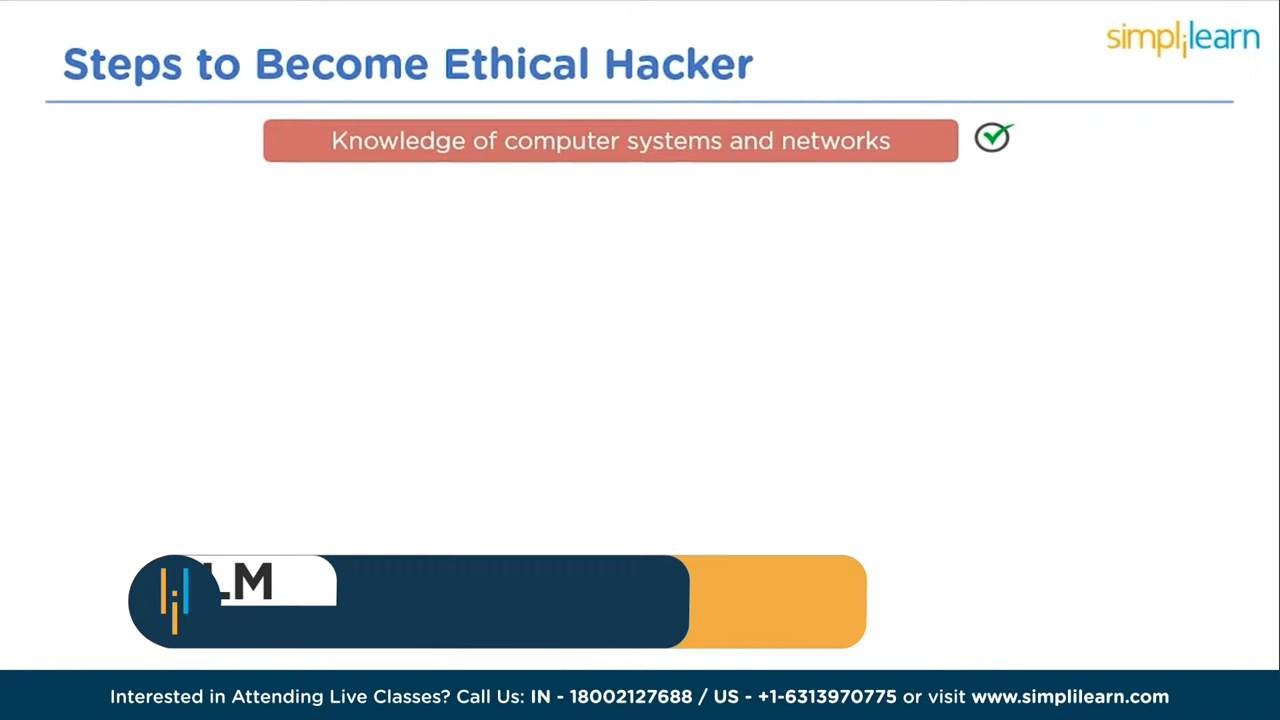 simplilearn
Steps to Become Ethical Hacker
Knowledge of computer systems and networks
LM
Interested in Attending Live Classes? Call Us: IN - 18002127688 / US - +1-6313970775 or visit www.simplilearn.com